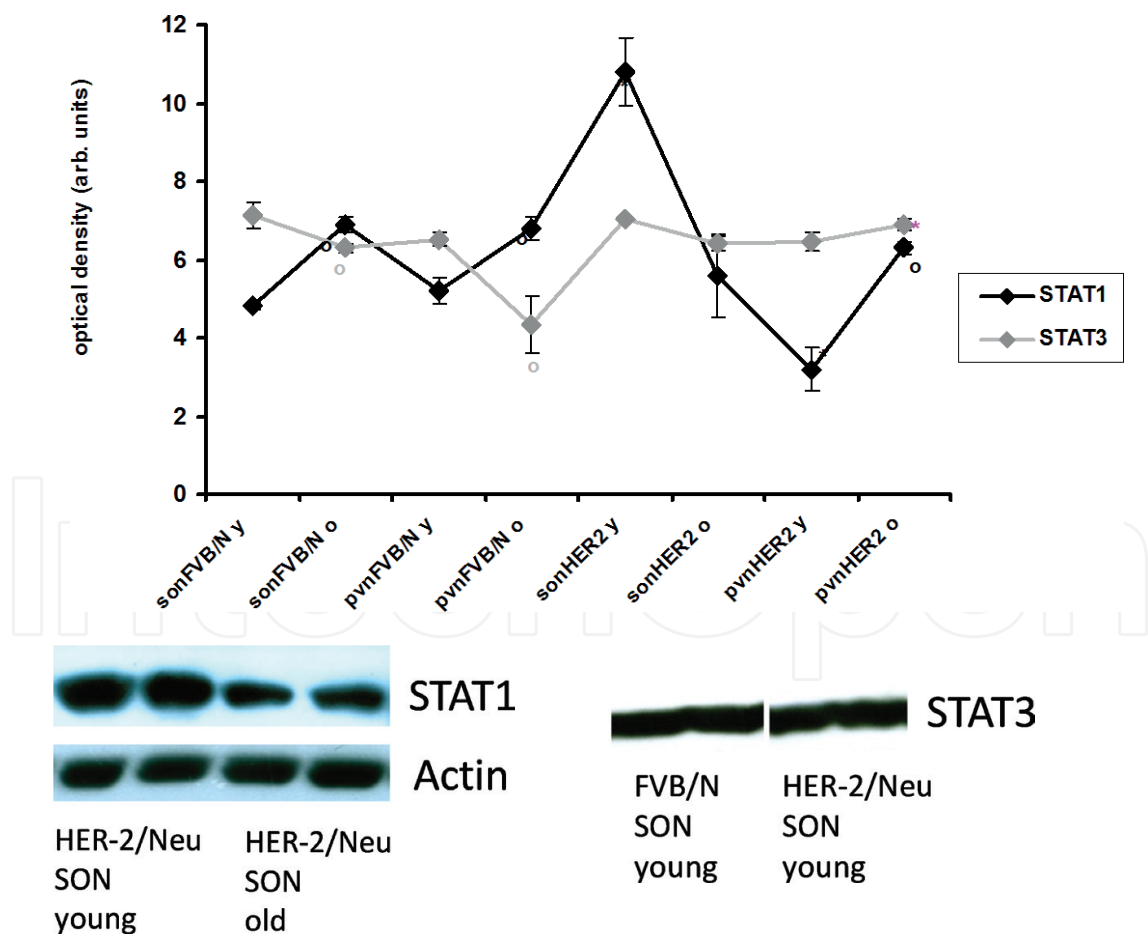 12
10
8
6
4
2
0
optical density (arb. units)
o
o
o
o
*
*
o
STAT1
STAT3
sonFVB/N y
sonFVB/N o
pvnFVB/N y
pvnFVB/N o
sonHER2 y
sonHER2 o
pvnHER2 y
pvnHER2 o
IntechOpen
STAT1
Actin
HER-2/Neu
SON
young
HER-2/Neu
SON
old
STAT3
FVB/N
SON
young
HER-2/Neu
SON
young